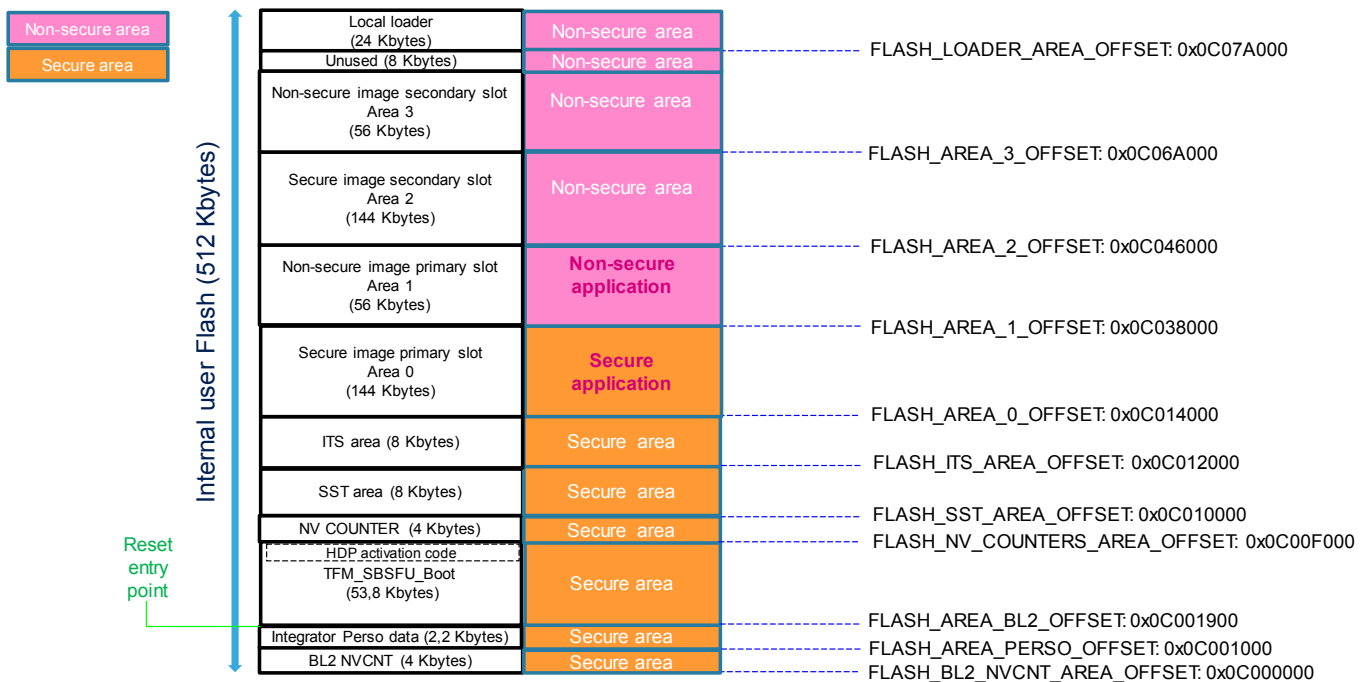 Non-secure area
Secure area
Internal user Flash (512 Kbytes)
Reset
entry
point
Local loader
(24 Kbytes)
Non-secure area
FLASH_LOADER_AREA_OFFSET: 0x0C07A000
Unused (8 Kbytes)
Non-secure area
Non-secure image secondary slot
Area 3
(56 Kbytes)
Non-secure area
FLASH_AREA_3_OFFSET: 0x0C06A000
Secure image secondary slot
Area 2
(144 Kbytes)
Non-secure area
FLASH_AREA_2_OFFSET: 0x0C046000
Non-secure image primary slot
Area 1
(56 Kbytes)
Non-secure
application
FLASH_AREA_1_OFFSET: 0x0C038000
Secure image primary slot
Area 0
(144 Kbytes)
Secure
application
FLASH_AREA_0_OFFSET: 0x0C014000
ITS area (8 Kbytes)
Secure area
FLASH_ITS_AREA_OFFSET: 0x0C012000
SST area (8 Kbytes)
Secure area
FLASH_SST_AREA_OFFSET: 0x0C010000
NV COUNTER (4 Kbytes)
Secure area
FLASH_NV_COUNTERS_AREA_OFFSET: 0x0C00F000
HDP activation code
TFM_SBSFU_Boot
(53,8 Kbytes)
Secure area
FLASH_AREA_BL2_OFFSET: 0x0C001900
Integrator Perso data (2,2 Kbytes)
Secure area
FLASH_AREA_PERSO_OFFSET: 0x0C001000
BL2 NVCNT (4 Kbytes)
Secure area
FLASH_BL2_NVCNT_AREA_OFFSET: 0x0C000000